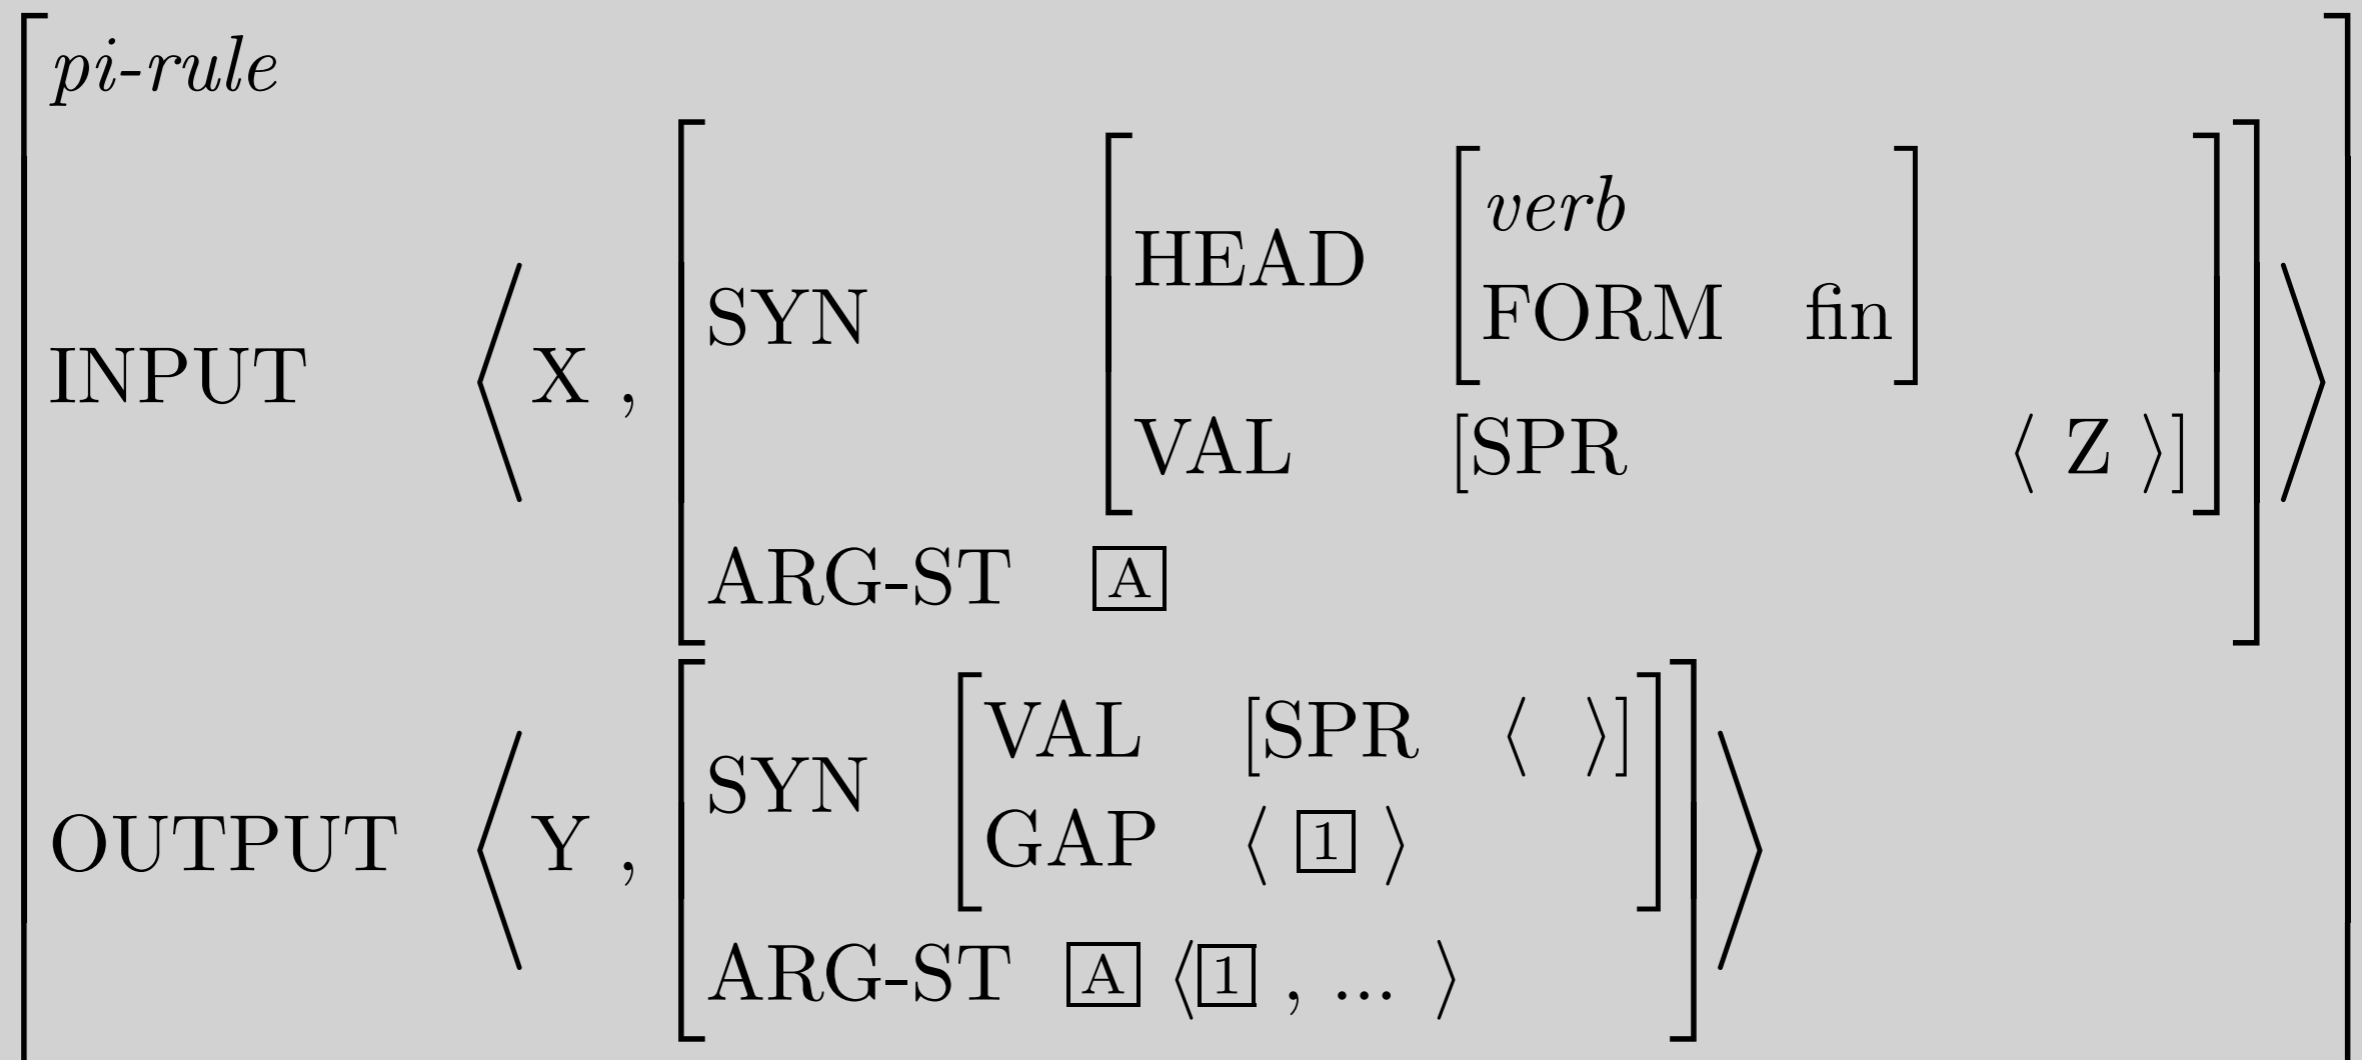 pi-rule
INPUT ⟨ X , [ SYN [ HEAD [ verb
FORM fin ]
VAL [SPR ⟨ Z ⟩] ]
ARG-ST A ] ⟩
OUTPUT ⟨ Y , [ SYN [ VAL [SPR ⟨ ⟩]
GAP ⟨ 1 ⟩ ]
ARG-ST A ⟨ 1 , ... ⟩ ] ⟩